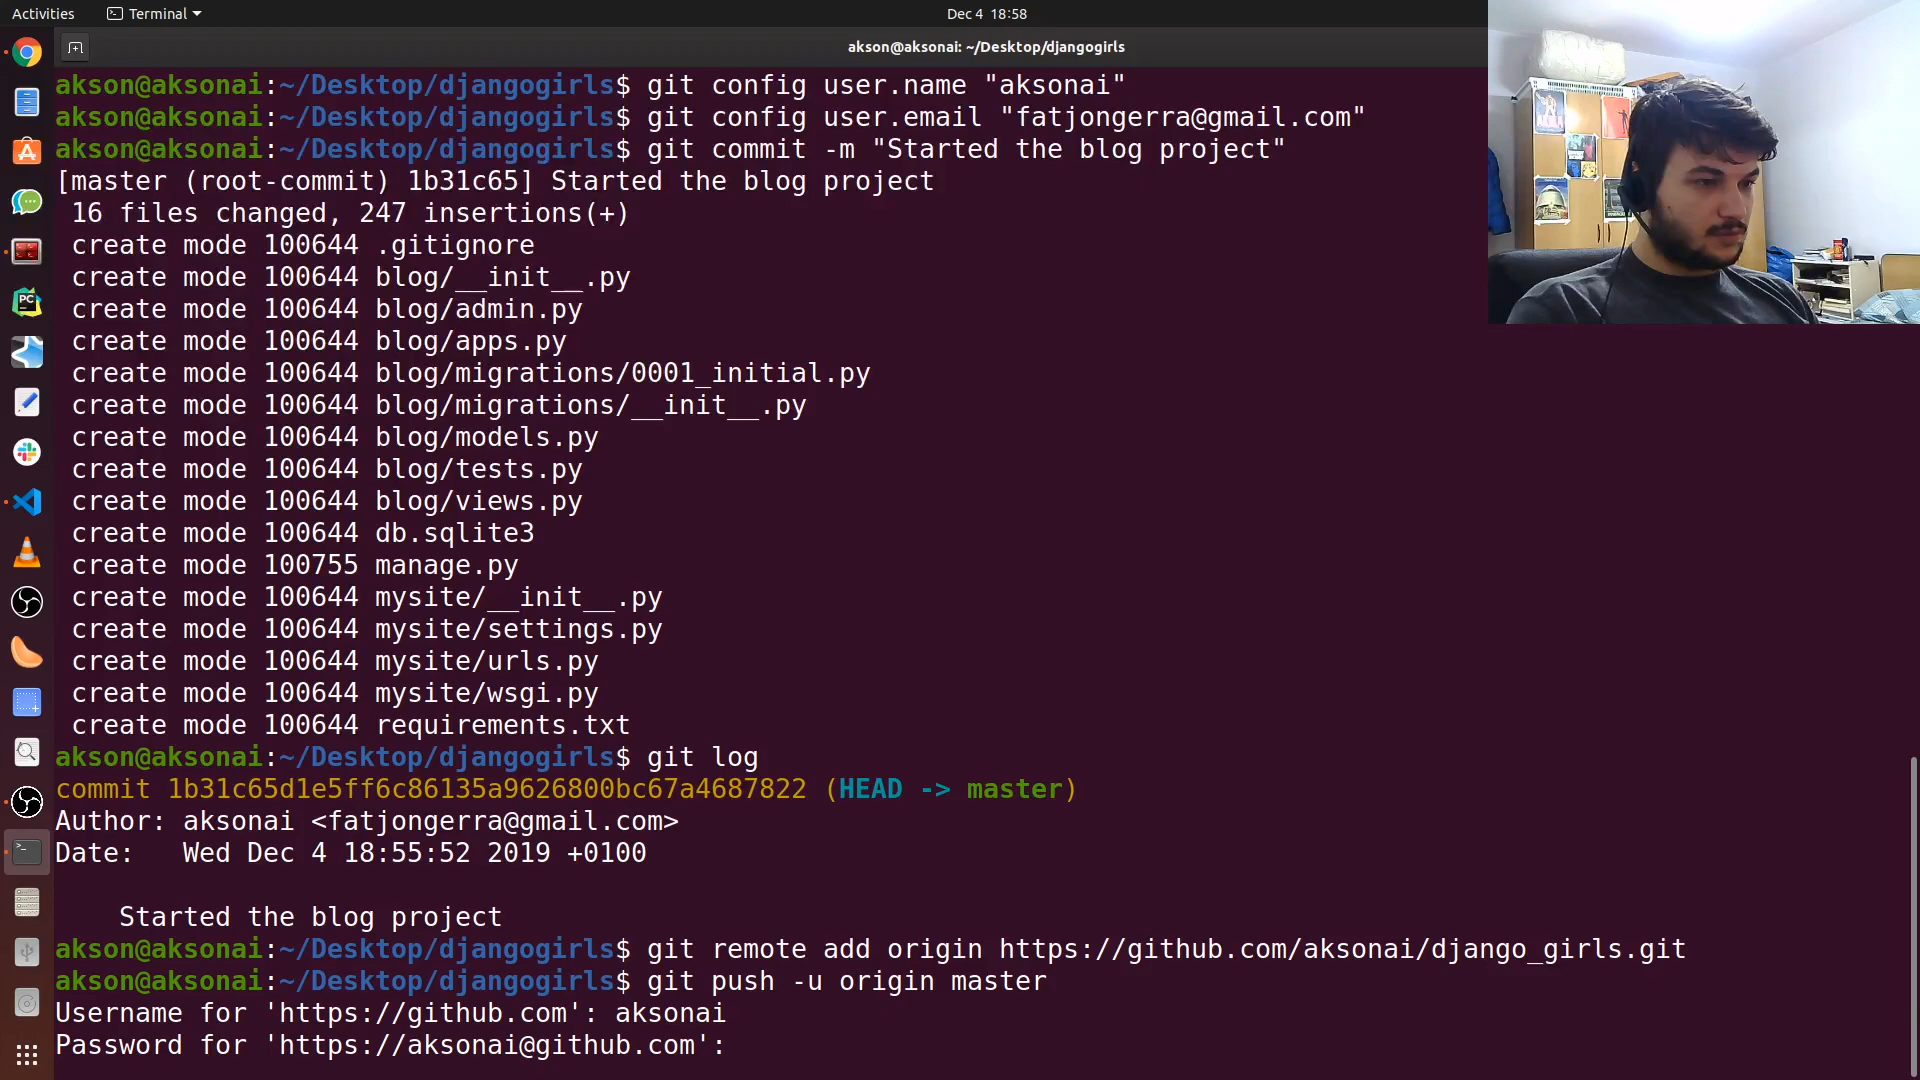 Activities
Terminal
Dec 4 18:58
akson@aksonai: ~/Desktop/djangogirls
akson@aksonai:~/Desktop/djangogirls$ git config user.name "aksonai"
akson@aksonai:~/Desktop/djangogirls$ git config user.email "fatjongerra@gmail.com"
akson@aksonai:~/Desktop/djangogirls$ git commit -m "Started the blog project"
[master (root-commit) 1b31c65] Started the blog project
16 files changed, 247 insertions(+)
create mode 100644 .gitignore
create mode 100644 blog/__init__.py
create mode 100644 blog/admin.py
create mode 100644 blog/apps.py
create mode 100644 blog/migrations/0001_initial.py
create mode 100644 blog/migrations/__init__.py
create mode 100644 blog/models.py
create mode 100644 blog/tests.py
create mode 100644 blog/views.py
create mode 100644 db.sqlite3
create mode 100755 manage.py
create mode 100644 mysite/__init__.py
create mode 100644 mysite/settings.py
create mode 100644 mysite/urls.py
create mode 100644 mysite/wsgi.py
create mode 100644 requirements.txt
akson@aksonai:~/Desktop/djangogirls$ git log
commit 1b31c65d1e5ff6c86135a9626800bc67a4687822 (HEAD -> master)
Author: aksonai <fatjongerra@gmail.com>
Date: Wed Dec 4 18:55:52 2019 +0100
Started the blog project
akson@aksonai:~/Desktop/djangogirls$ git remote add origin https://github.com/aksonai/django_girls.git
akson@aksonai:~/Desktop/djangogirls$ git push -u origin master
Username for 'https://github.com': aksonai
Password for 'https://aksonai@github.com':
PC